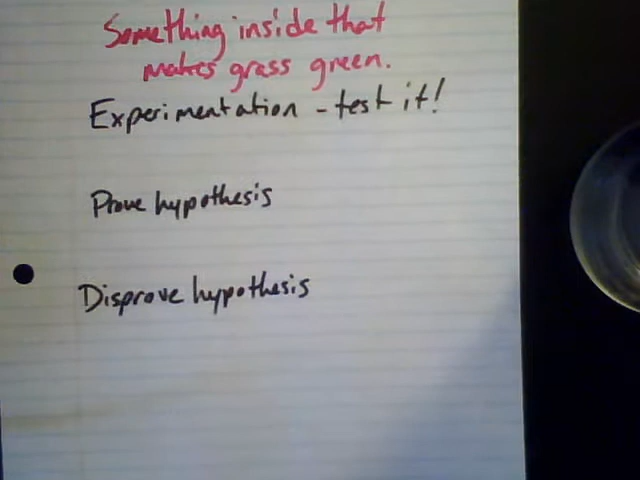 Something inside that
makes grass green.
Experimentation - test it!
Prove hypothesis
Disprove hypothesis